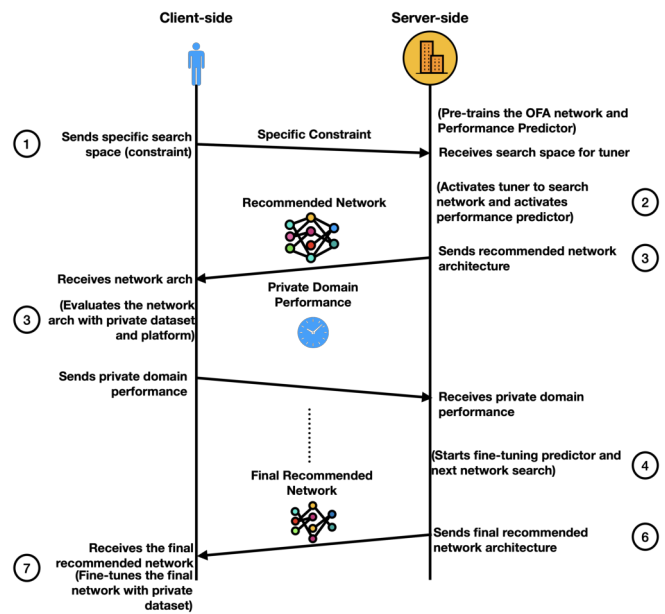 Client-side
Server-side
(Pre-trains the OFA network and
Performance Predictor)
1
Sends specific search
space (constraint)
Specific Constraint
Receives search space for tuner
(Activates tuner to search
network and activates
performance predictor)
2
Recommended Network
Sends recommended network
architecture
3
Receives network arch
Private Domain
Performance
3
(Evaluates the network
arch with private dataset
and platform)
Sends private domain
performance
Receives private domain
performance
(Starts fine-tuning predictor and
next network search)
4
Final Recommended
Network
Sends final recommended
network architecture
6
7
Receives the final
recommended network
(Fine-tunes the final
network with private
dataset)